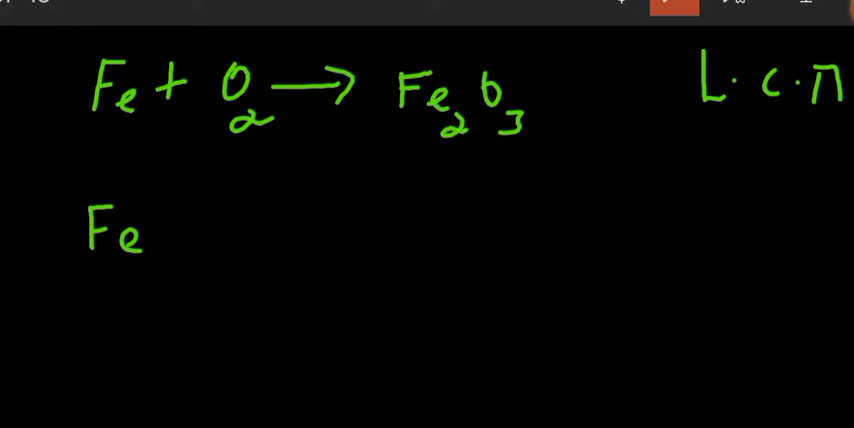 Fe + O₂ → Fe₂O₃ L.c.m
Fe